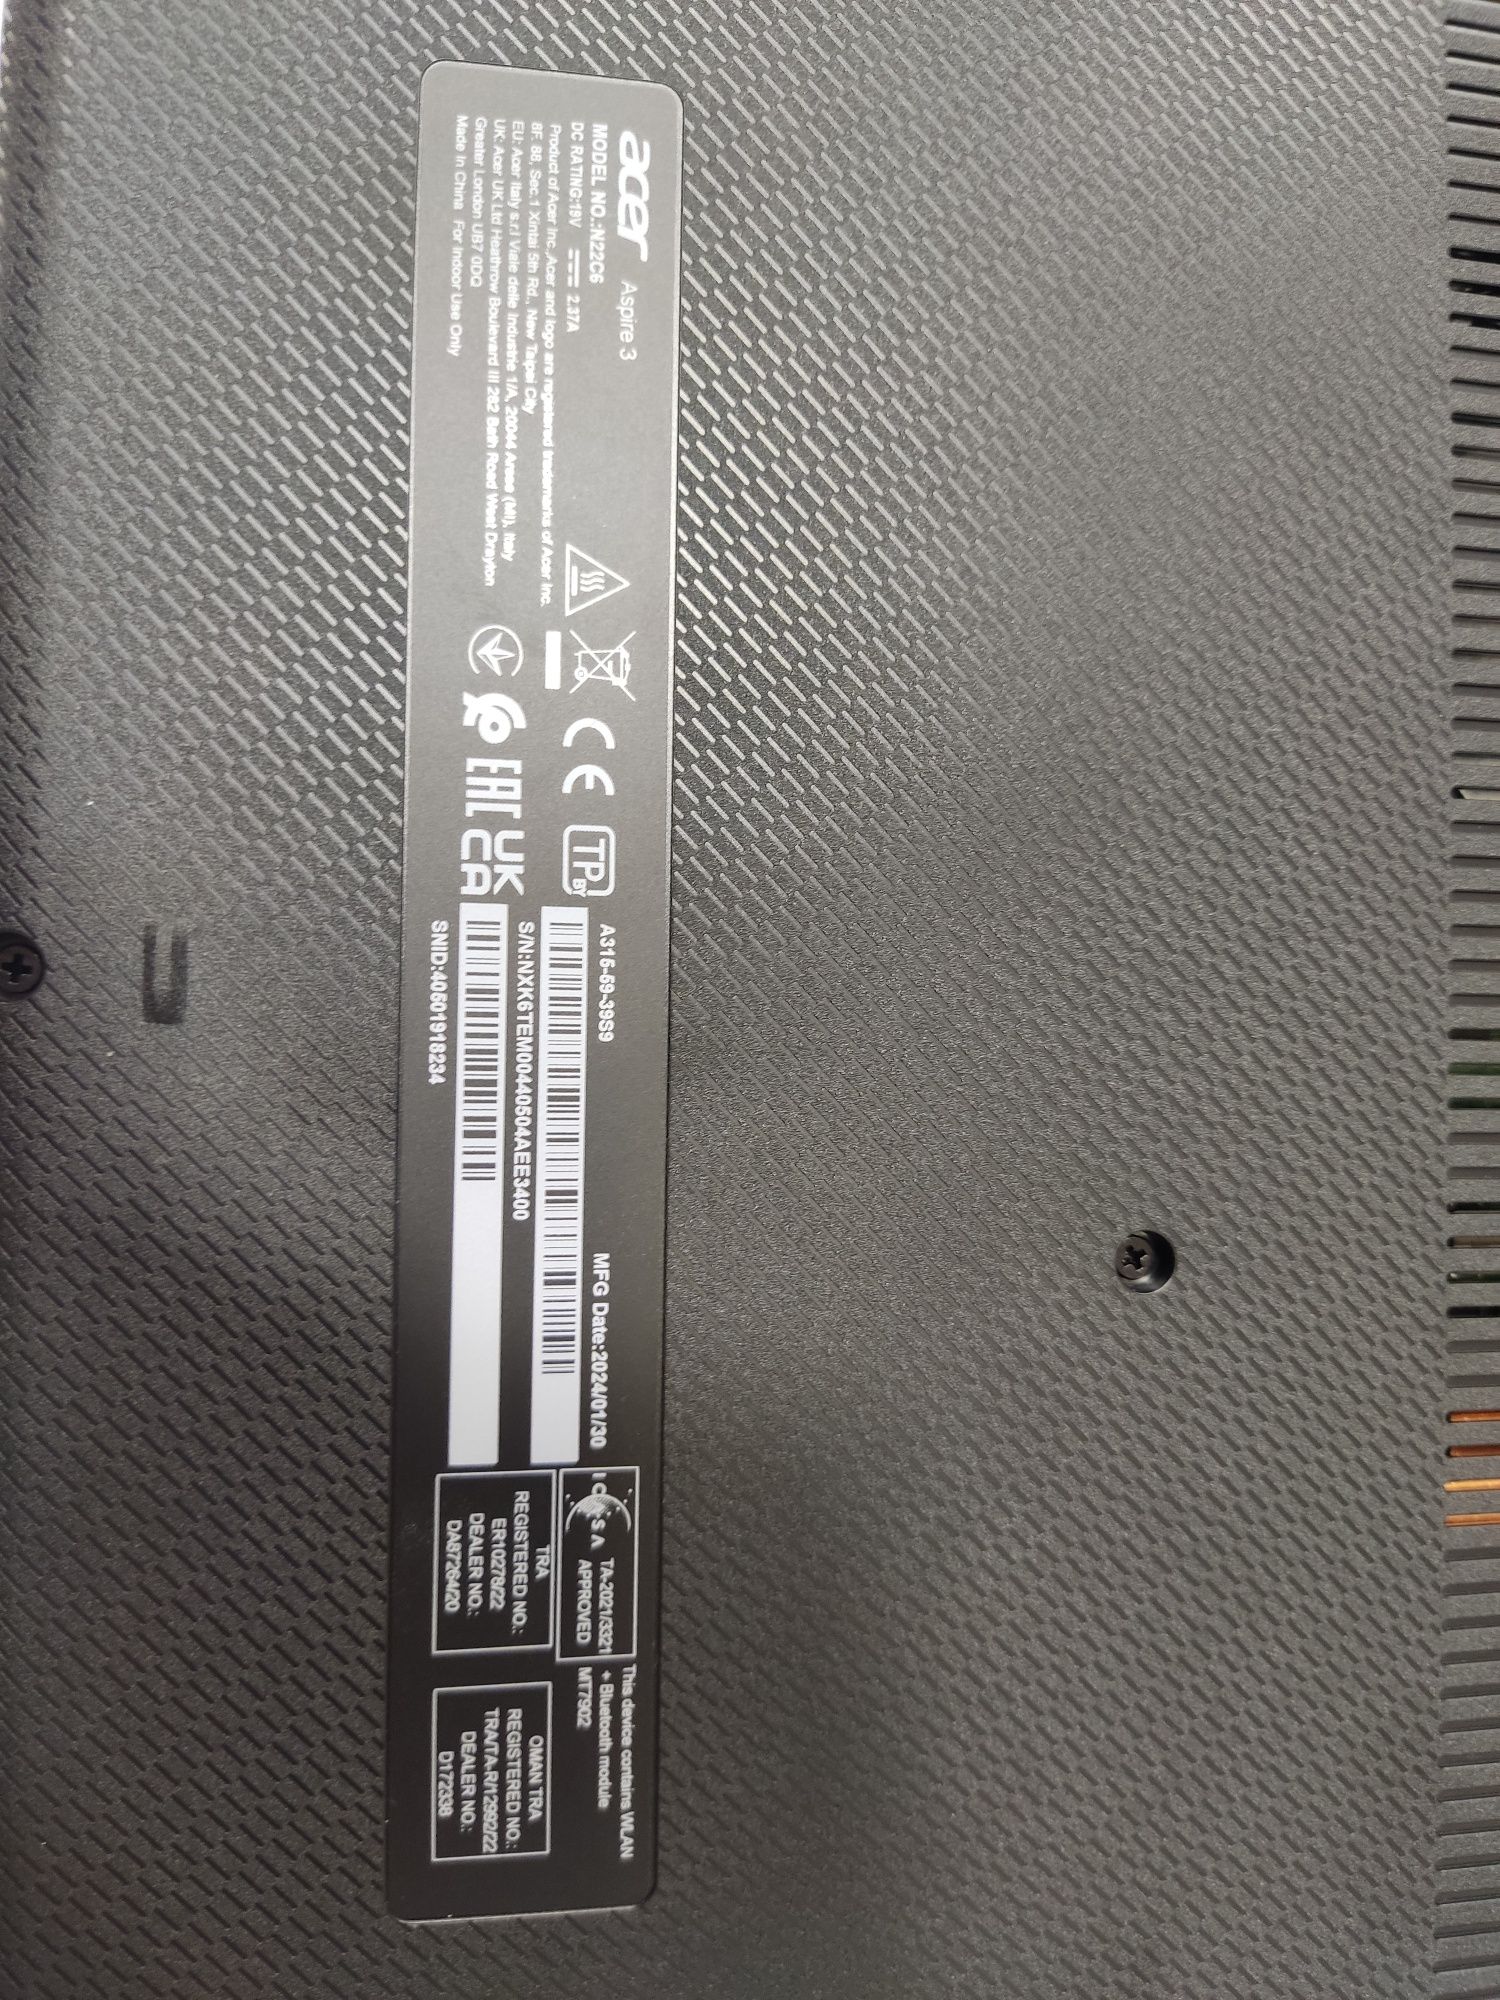 acer Aspire 3
MODEL NO.:N22C6
DC RATING:19V 2.37A
Product of Acer Inc.,Acer and logo are registered trademarks of Acer Inc.
8F, 88, Sec.1 Xintai 5th Rd., New Taipei City
EU: Acer Italy s.r.l Viale delle Industrie 1/A, 20044 Arese (MI), Italy
UK: Acer UK Ltd Heathrow Boulevard III 282 Bath Road West Drayton
Greater London UB7 0DQ
Made In China For Indoor Use Only
CE
TP
BY
EAC
UK
CA
A315-59-39S9
MFG Date:2024/01/30
S/N:NXK6TEM00440504AEE3400
SNID:40501918234
ICASA
TA-2021/3321
APPROVED
This device contains WLAN
+ Bluetooth module
MT7902
TRA
REGISTERED NO.:
ER10278/22
DEALER NO.:
DA87264/20
OMAN TRA
REGISTERED NO.:
TRA/TA-R/12992/22
DEALER NO.:
D172338